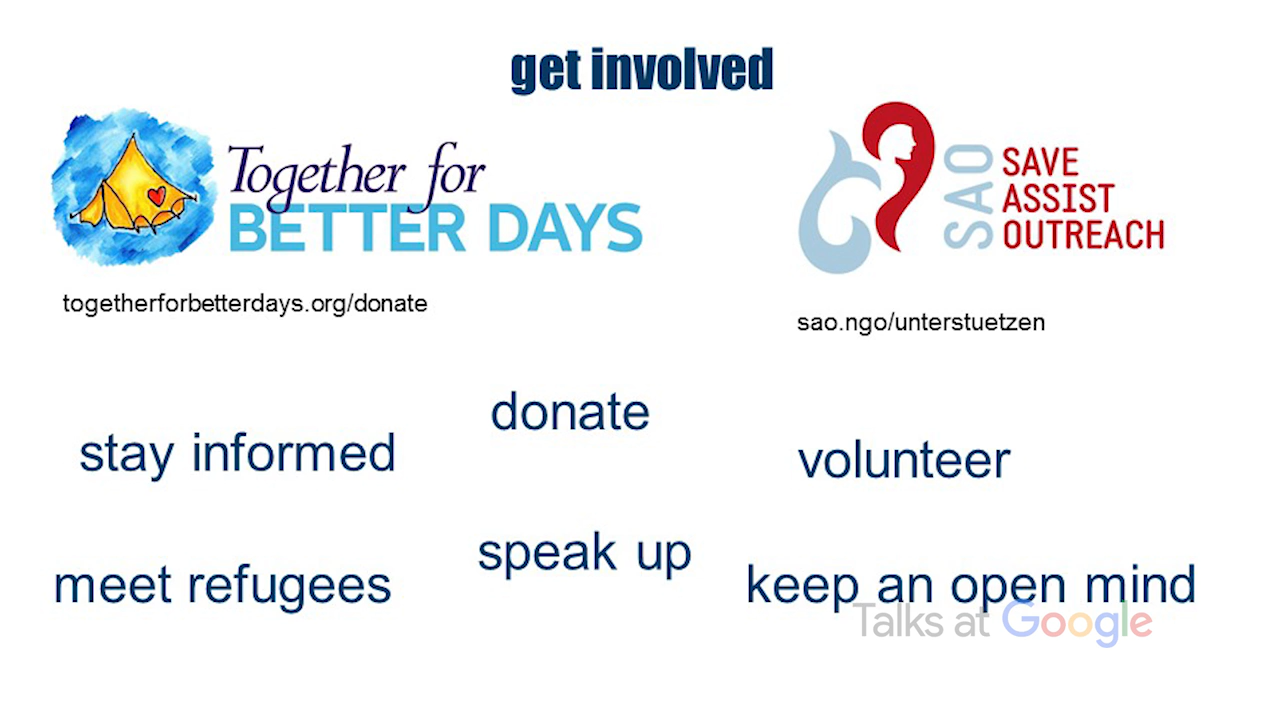 get involved
Together for
BETTER DAYS
togetherforbetterdays.org/donate
SAO
SAVE
ASSIST
OUTREACH
sao.ngo/unterstuetzen
donate
stay informed
volunteer
speak up
meet refugees
keep an open mind
Talks at Google